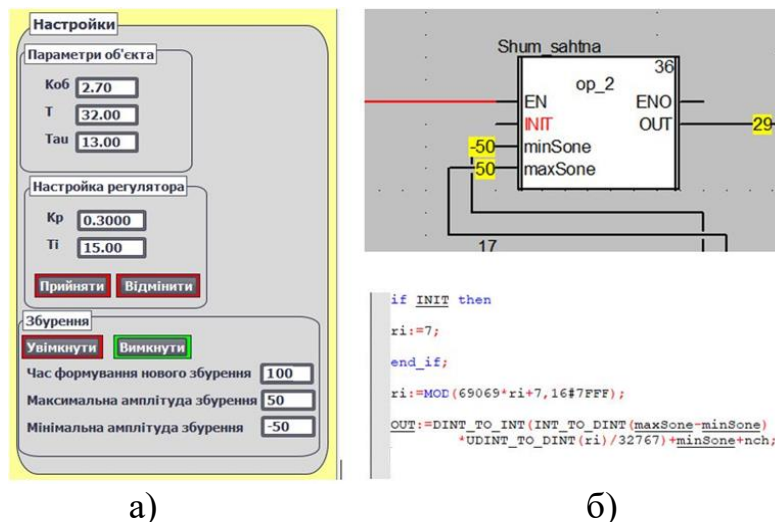 Настройки
Параметри об'єкта
Коб 2.70
T 32.00
Tau 13.00
Настройка регулятора
Kp 0.3000
Ti 15.00
Прийняти Відмінити
Збурення
Увімкнути Вимкнути
Час формування нового збурення 100
Максимальна амплітуда збурення 50
Мінімальна амплітуда збурення -50
а)
Shum_sahtna
36
op_2
EN ENO
INIT OUT 29
-50 minSone
50 maxSone
17
if INIT then
ri:=7;
end_if;
ri:=MOD(69069*ri+7,16#7FFF);
OUT:=DINT_TO_INT(INT_TO_DINT(maxSone-minSone)
*UDINT_TO_DINT(ri)/32767)+minSone+nch;
б)